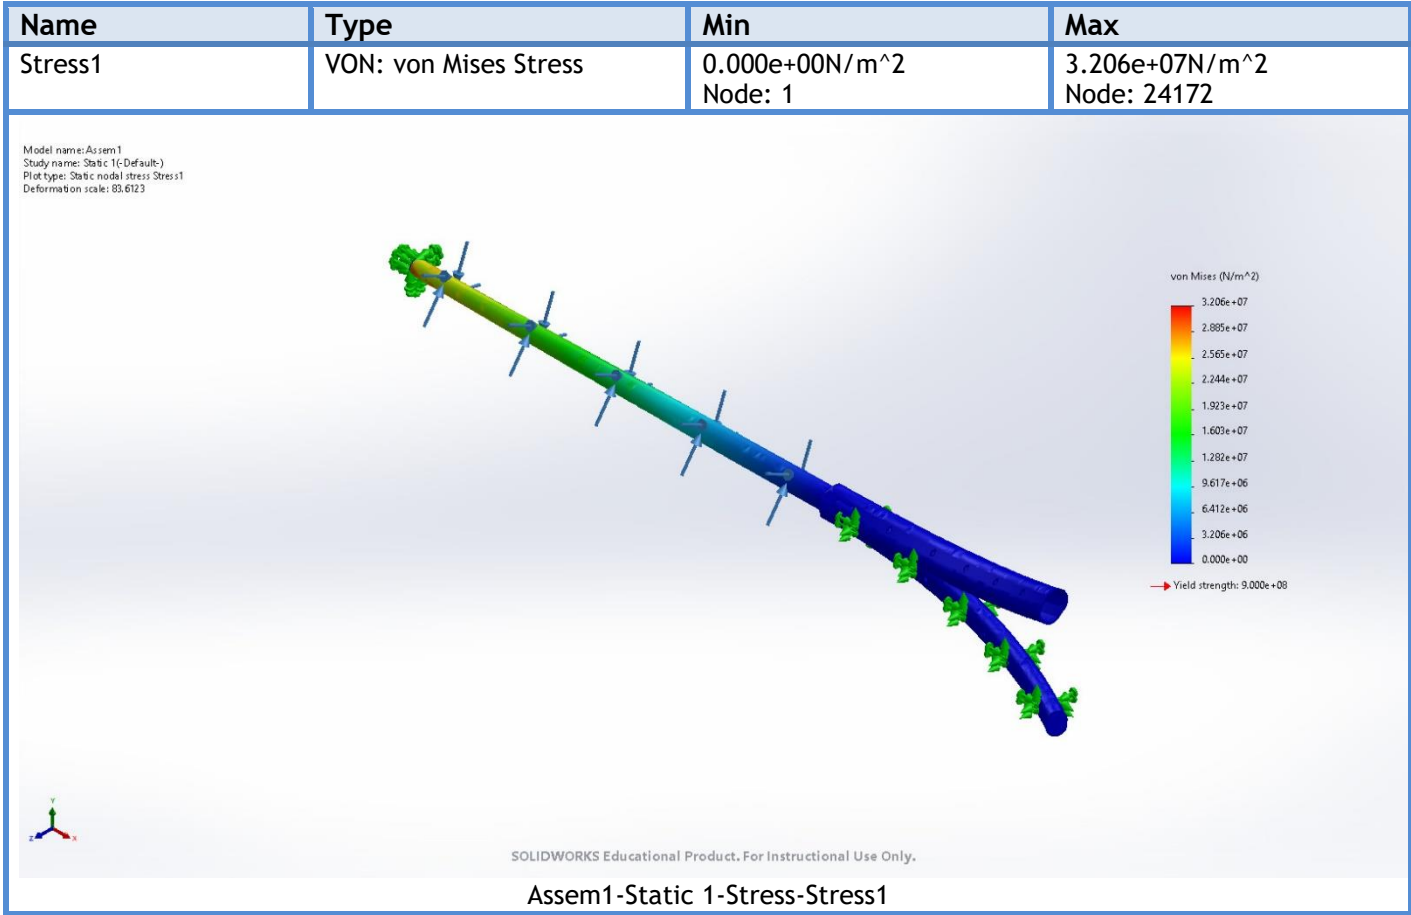 Name Type Min Max
Stress1 VON: von Mises Stress 0.000e+00N/m^2 3.206e+07N/m^2
Node: 1 Node: 24172
Model name:Assem1
Study name: Static 1(-Default-)
Plot type: Static nodal stress Stress1
Deformation scale: 83.6123
von Mises (N/m^2)
3.206e+07
2.885e+07
2.565e+07
2.244e+07
1.923e+07
1.603e+07
1.282e+07
9.617e+06
6.412e+06
3.206e+06
0.000e+00
Yield strength: 9.000e+08
Y
Z X
SOLIDWORKS Educational Product. For Instructional Use Only.
Assem1-Static 1-Stress-Stress1